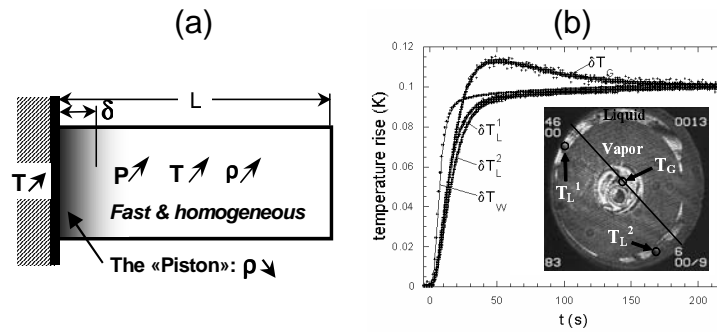 (a)
L
δ
T
P T ρ
Fast & homogeneous
The «Piston»: ρ
(b)
temperature rise (K)
0.12
0.1
0.08
0.06
0.04
0.02
0
0 50 100 150 200
t (s)
δT_G
δT_L^1
δT_L^2
δT_W
Liquid
46
00
0013
Vapor
T_G
T_L^1
T_L^2
83
6
00/9